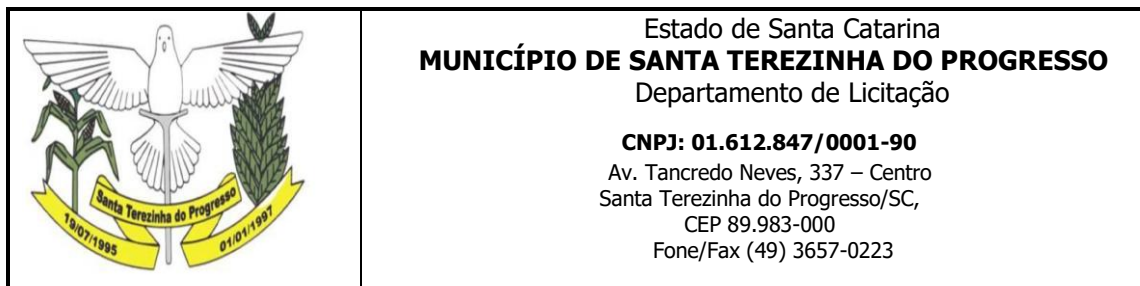 Santa Terezinha do Progresso
19/07/1995
01/01/1997
Estado de Santa Catarina
MUNICÍPIO DE SANTA TEREZINHA DO PROGRESSO
Departamento de Licitação
CNPJ: 01.612.847/0001-90
Av. Tancredo Neves, 337 – Centro
Santa Terezinha do Progresso/SC,
CEP 89.983-000
Fone/Fax (49) 3657-0223